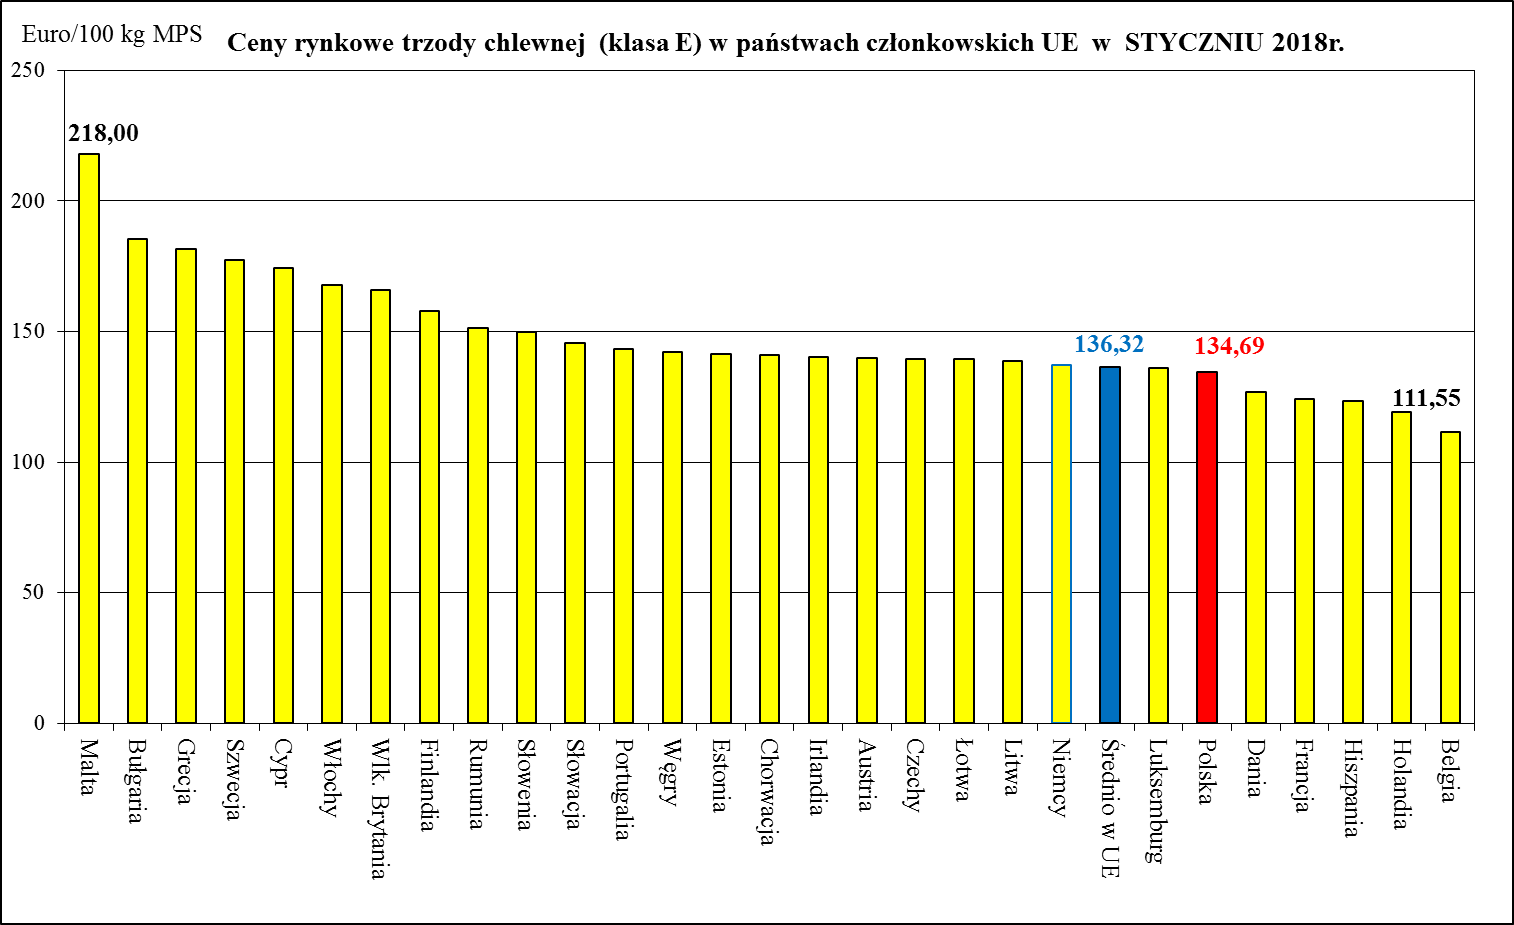 Euro/100 kg MPS
Ceny rynkowe trzody chlewnej (klasa E) w państwach członkowskich UE w STYCZNIU 2018r.
250
200
150
100
50
0
218,00
136,32
134,69
111,55
Malta
Bułgaria
Grecja
Szwecja
Cypr
Włochy
Wlk. Brytania
Finlandia
Rumunia
Słowenia
Słowacja
Portugalia
Węgry
Estonia
Chorwacja
Irlandia
Austria
Czechy
Łotwa
Litwa
Niemcy
Średnio w UE
Luksemburg
Polska
Dania
Francja
Hiszpania
Holandia
Belgia